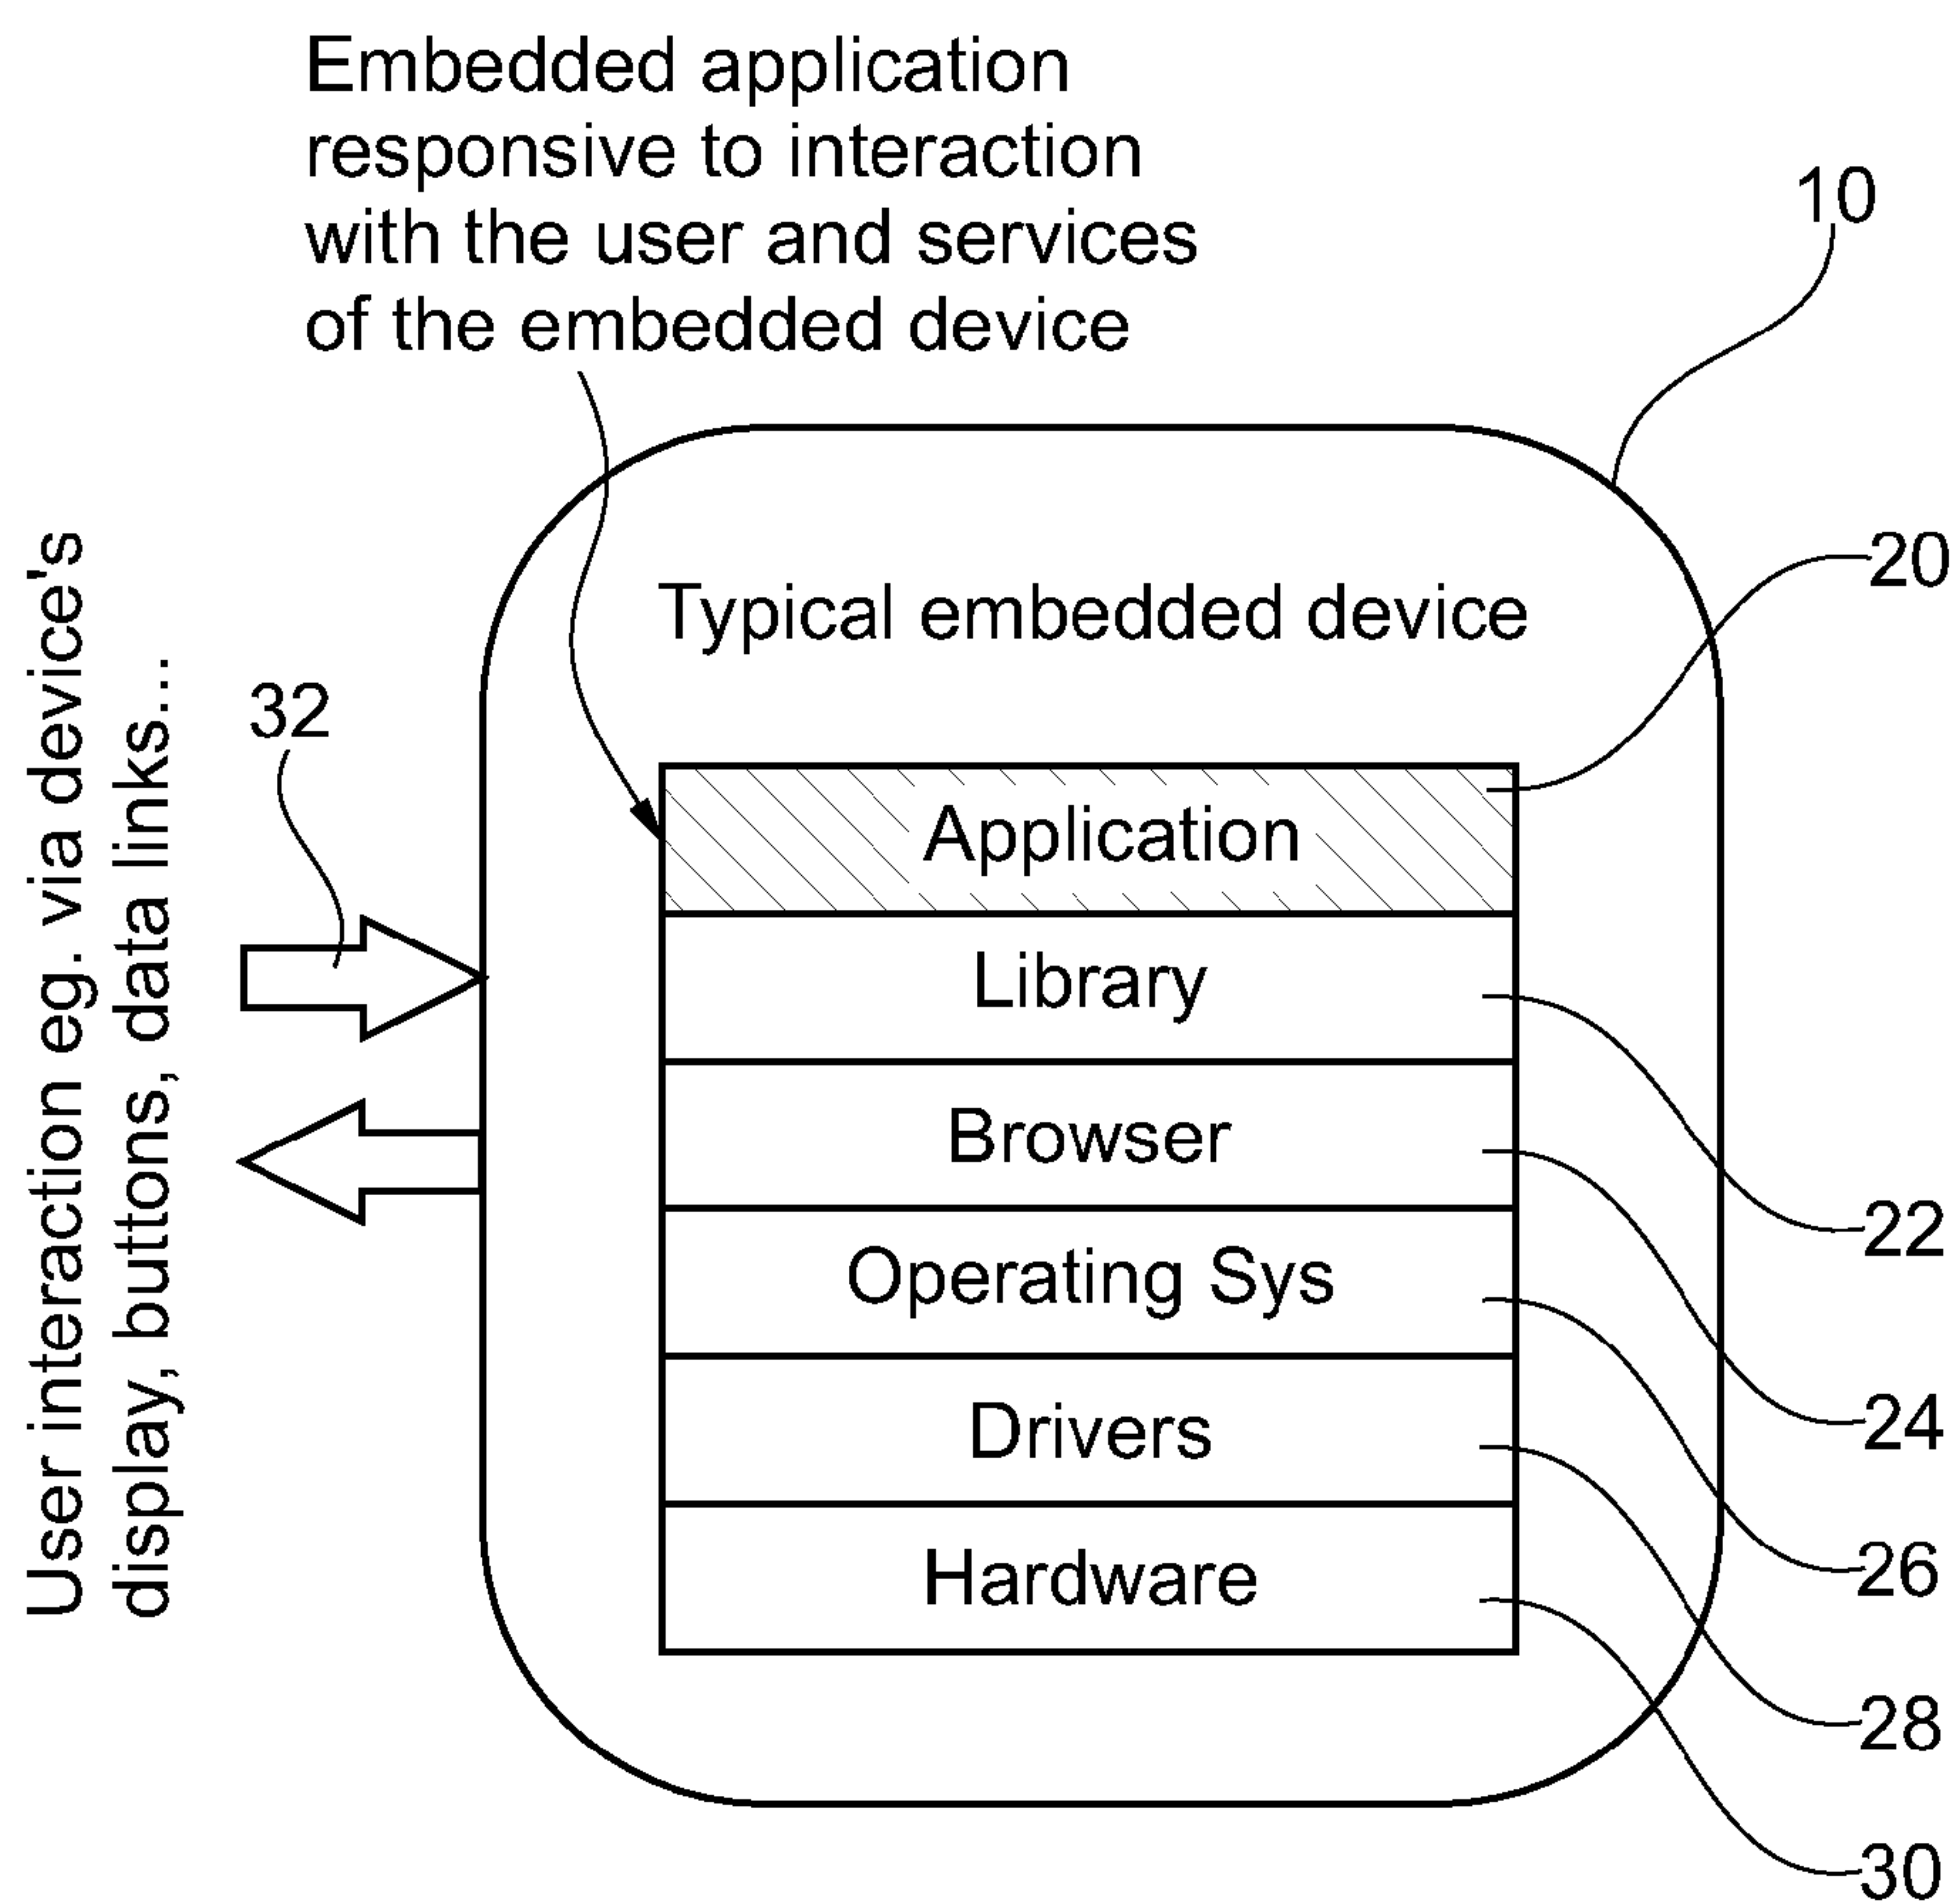 Embedded application
responsive to interaction
with the user and services
of the embedded device
10
20
Typical embedded device
User interaction eg. via device's
display, buttons, data links...
32
Application
Library
Browser
Operating Sys
Drivers
Hardware
22
24
26
28
30